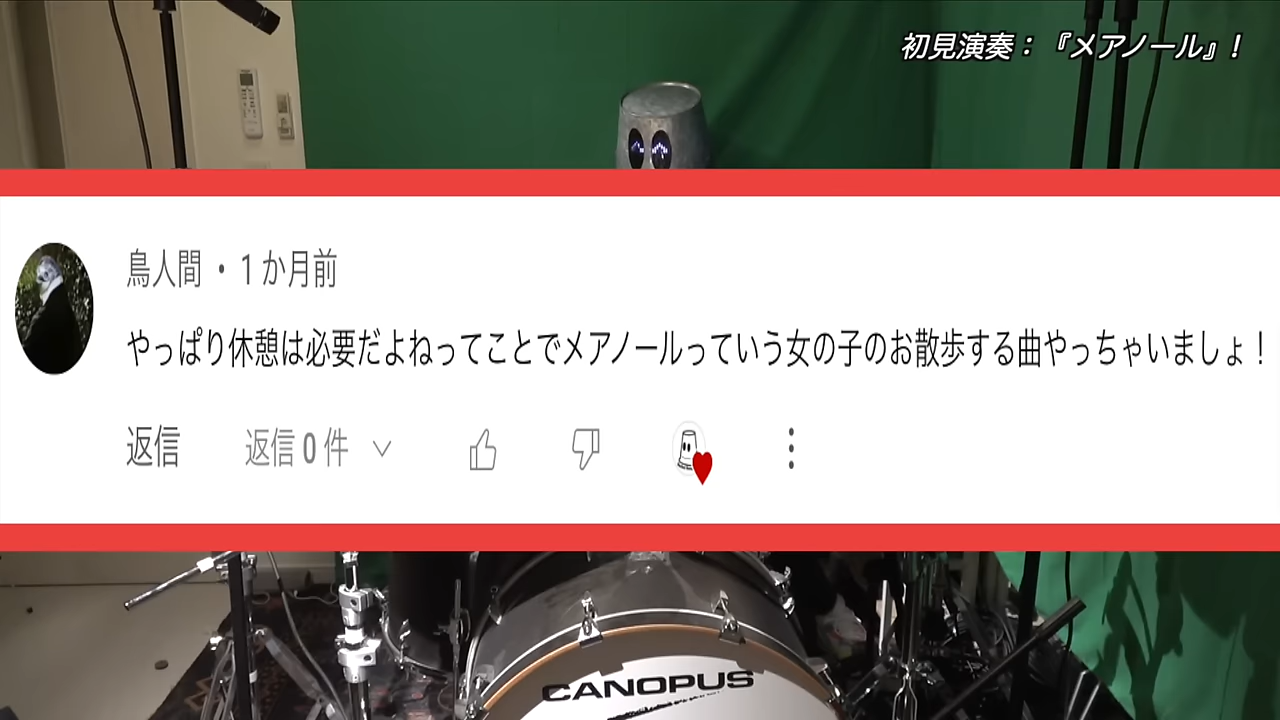 初見演奏：『メアノール』!
鳥人間・1か月前
やっぱり休憩は必要だよねってことでメアノールっていう女の子のお散歩する曲やっちゃいましょ！
返信 返信0件
CANOPUS